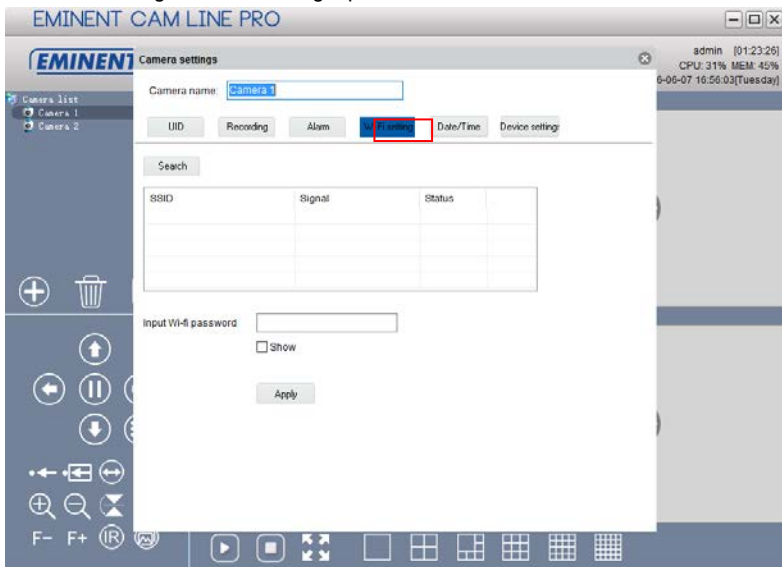 EMINENT CAM LINE PRO
EMINENT
admin [01:23:26]
CPU: 31% MEM: 45%
6-06-07 16:56:03[Tuesday]
Camera settings
Camera name: Camera 1
Camera list
Camera 1
Camera 2
UID Recording Alarm Wi-Fi setting Date/Time Device settings
Search
SSID Signal Status
Input Wi-fi password
Show
Apply
F- F+ IR